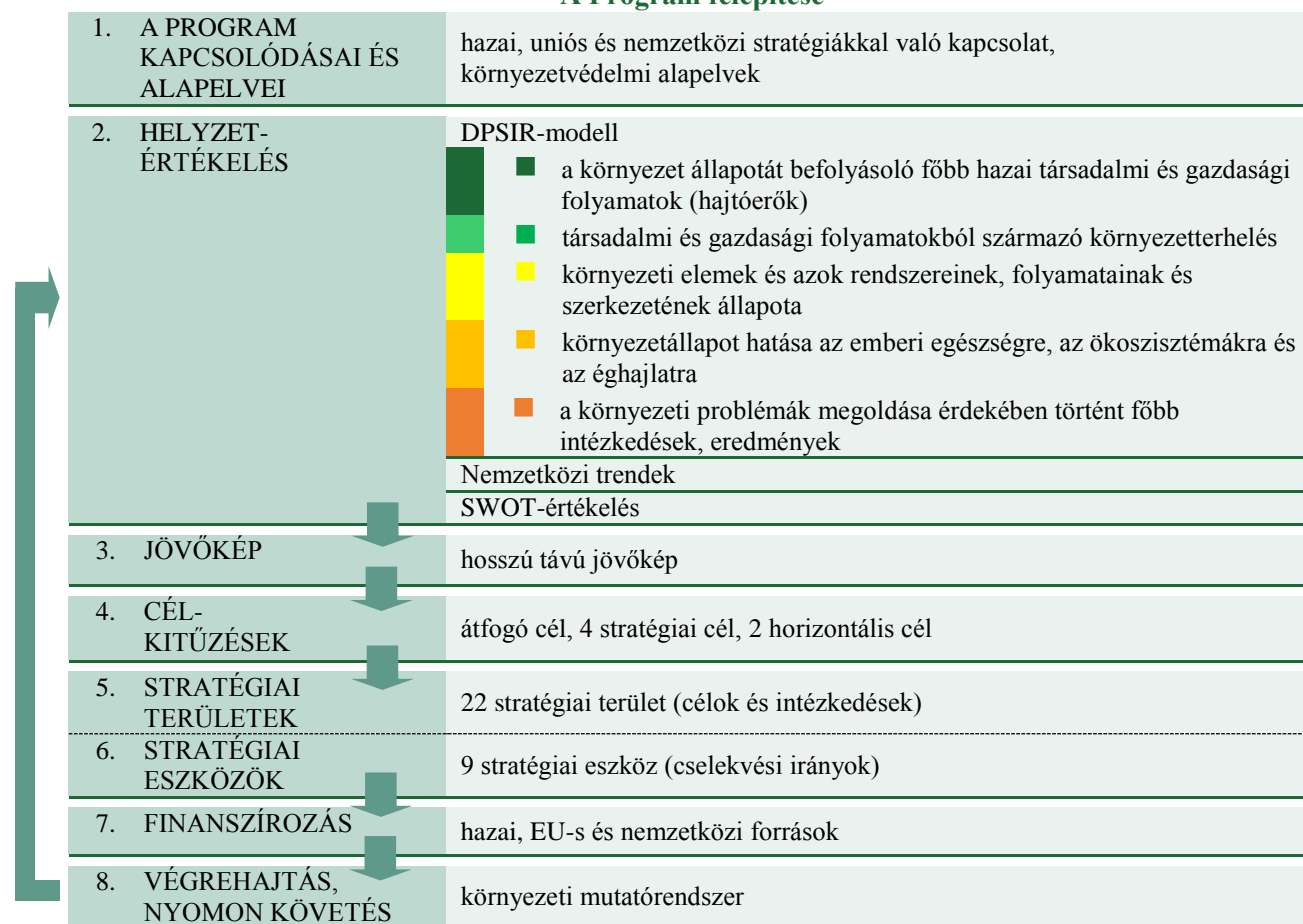 A Program felépítése
1. A PROGRAM
KAPCSOLÓDÁSAI ÉS
ALAPELVEI
hazai, uniós és nemzetközi stratégiákkal való kapcsolat,
környezetvédelmi alapelvek
2. HELYZET-
ÉRTÉKELÉS
DPSIR-modell
a környezet állapotát befolyásoló főbb hazai társadalmi és gazdasági
folyamatok (hajtóerők)
társadalmi és gazdasági folyamatokból származó környezetterhelés
környezeti elemek és azok rendszereinek, folyamatainak és
szerkezetének állapota
környezetállapot hatása az emberi egészségre, az ökoszisztémákra és
az éghajlatra
a környezeti problémák megoldása érdekében történt főbb
intézkedések, eredmények
Nemzetközi trendek
SWOT-értékelés
3. JÖVŐKÉP
hosszú távú jövőkép
4. CÉL-
KITŰZÉSEK
átfogó cél, 4 stratégiai cél, 2 horizontális cél
5. STRATÉGIAI
TERÜLETEK
22 stratégiai terület (célok és intézkedések)
6. STRATÉGIAI
ESZKÖZÖK
9 stratégiai eszköz (cselekvési irányok)
7. FINANSZÍROZÁS
hazai, EU-s és nemzetközi források
8. VÉGREHAJTÁS,
NYOMON KÖVETÉS
környezeti mutatórendszer